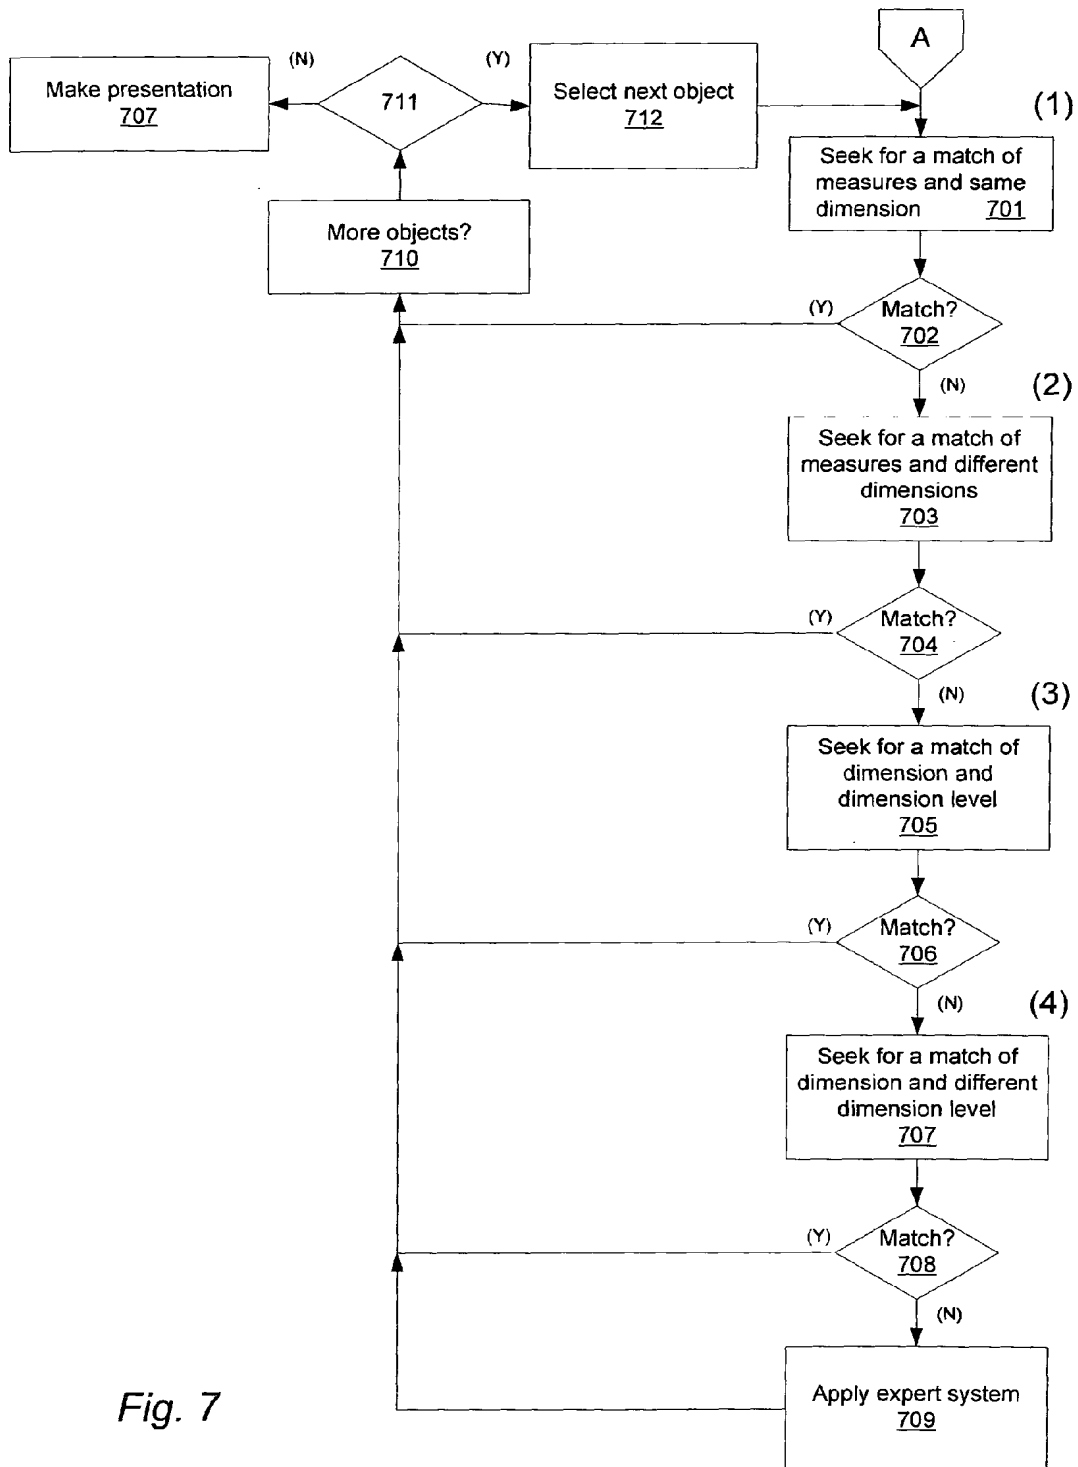 A
(N)
(Y)
Make presentation
707
711
Select next object
712
(1)
Seek for a match of
measures and same
dimension 701
More objects?
710
(Y)
Match?
702
(N)
(2)
Seek for a match of
measures and different
dimensions
703
(Y)
Match?
704
(N)
(3)
Seek for a match of
dimension and
dimension level
705
(Y)
Match?
706
(N)
(4)
Seek for a match of
dimension and different
dimension level
707
(Y)
Match?
708
(N)
Apply expert system
709
Fig. 7